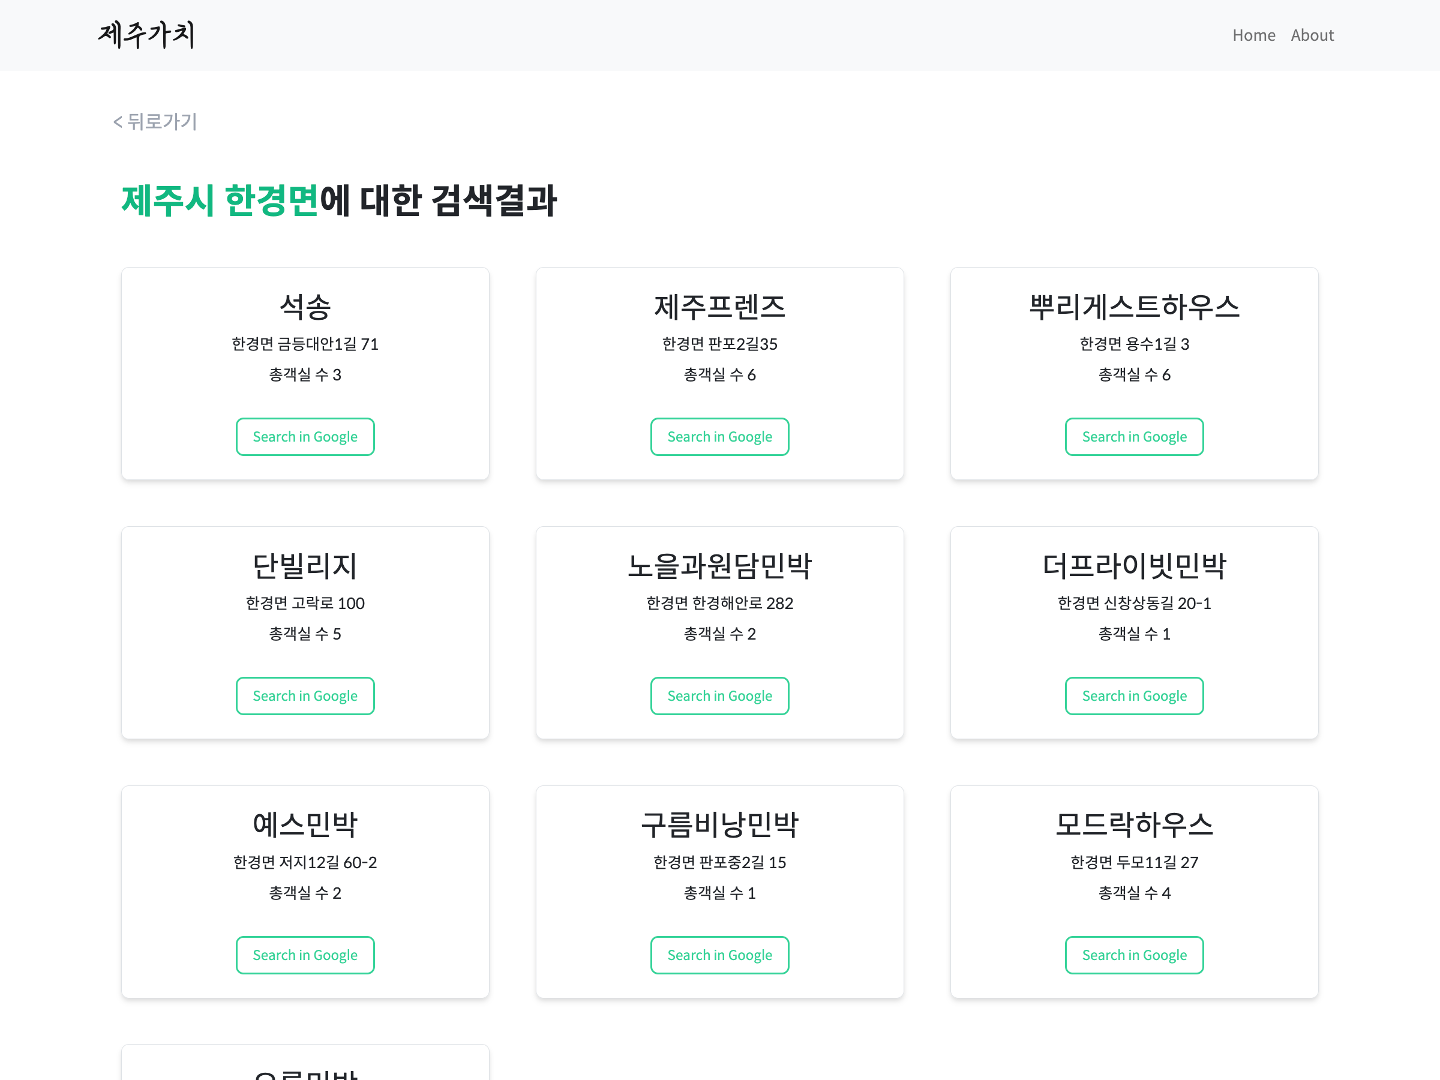 제주가치
Home About
< 뒤로가기
제주시 한경면에 대한 검색결과
석송
한경면 금등대안1길 71
총객실 수 3
Search in Google
제주프렌즈
한경면 판포2길35
총객실 수 6
Search in Google
뿌리게스트하우스
한경면 용수1길 3
총객실 수 6
Search in Google
단빌리지
한경면 고락로 100
총객실 수 5
Search in Google
노을과원담민박
한경면 한경해안로 282
총객실 수 2
Search in Google
더프라이빗민박
한경면 신창상동길 20-1
총객실 수 1
Search in Google
예스민박
한경면 저지12길 60-2
총객실 수 2
Search in Google
구름비낭민박
한경면 판포중2길 15
총객실 수 1
Search in Google
모드락하우스
한경면 두모11길 27
총객실 수 4
Search in Google